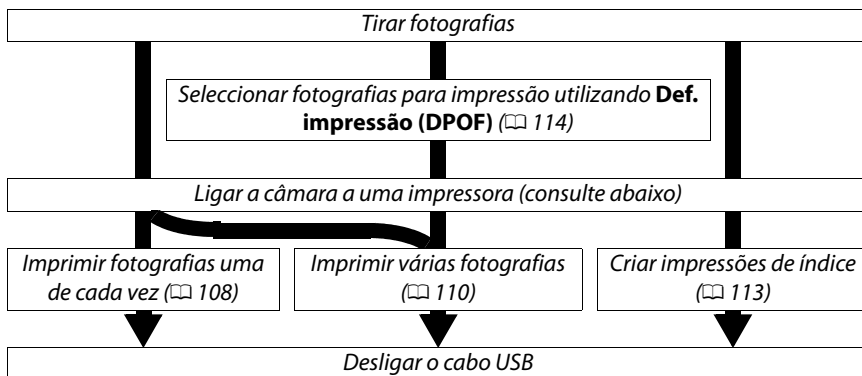 Tirar fotografias
Seleccionar fotografias para impressão utilizando Def.
impressão (DPOF) (📖 114)
Ligar a câmara a uma impressora (consulte abaixo)
Imprimir fotografias uma
de cada vez (📖 108)
Imprimir várias fotografias
(📖 110)
Criar impressões de índice
(📖 113)
Desligar o cabo USB